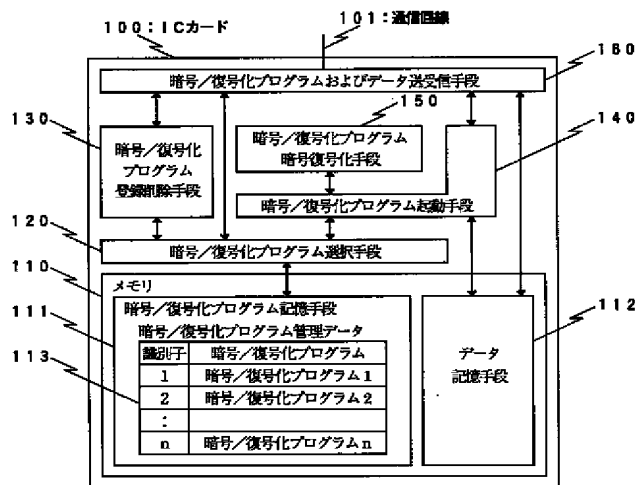 100：ICカード
101：通信回線
160
暗号／復号化プログラムおよびデータ送受信手段
130
150
140
暗号／復号化
プログラム
登録削除手段
暗号／復号化プログラム
暗号復号化手段
暗号／復号化プログラム起動手段
120
暗号／復号化プログラム選択手段
110
メモリ
111
112
暗号／復号化プログラム記憶手段
暗号／復号化プログラム管理データ
113
識別子 暗号／復号化プログラム
1 暗号／復号化プログラム1
2 暗号／復号化プログラム2
：
n 暗号／復号化プログラムn
データ
記憶手段